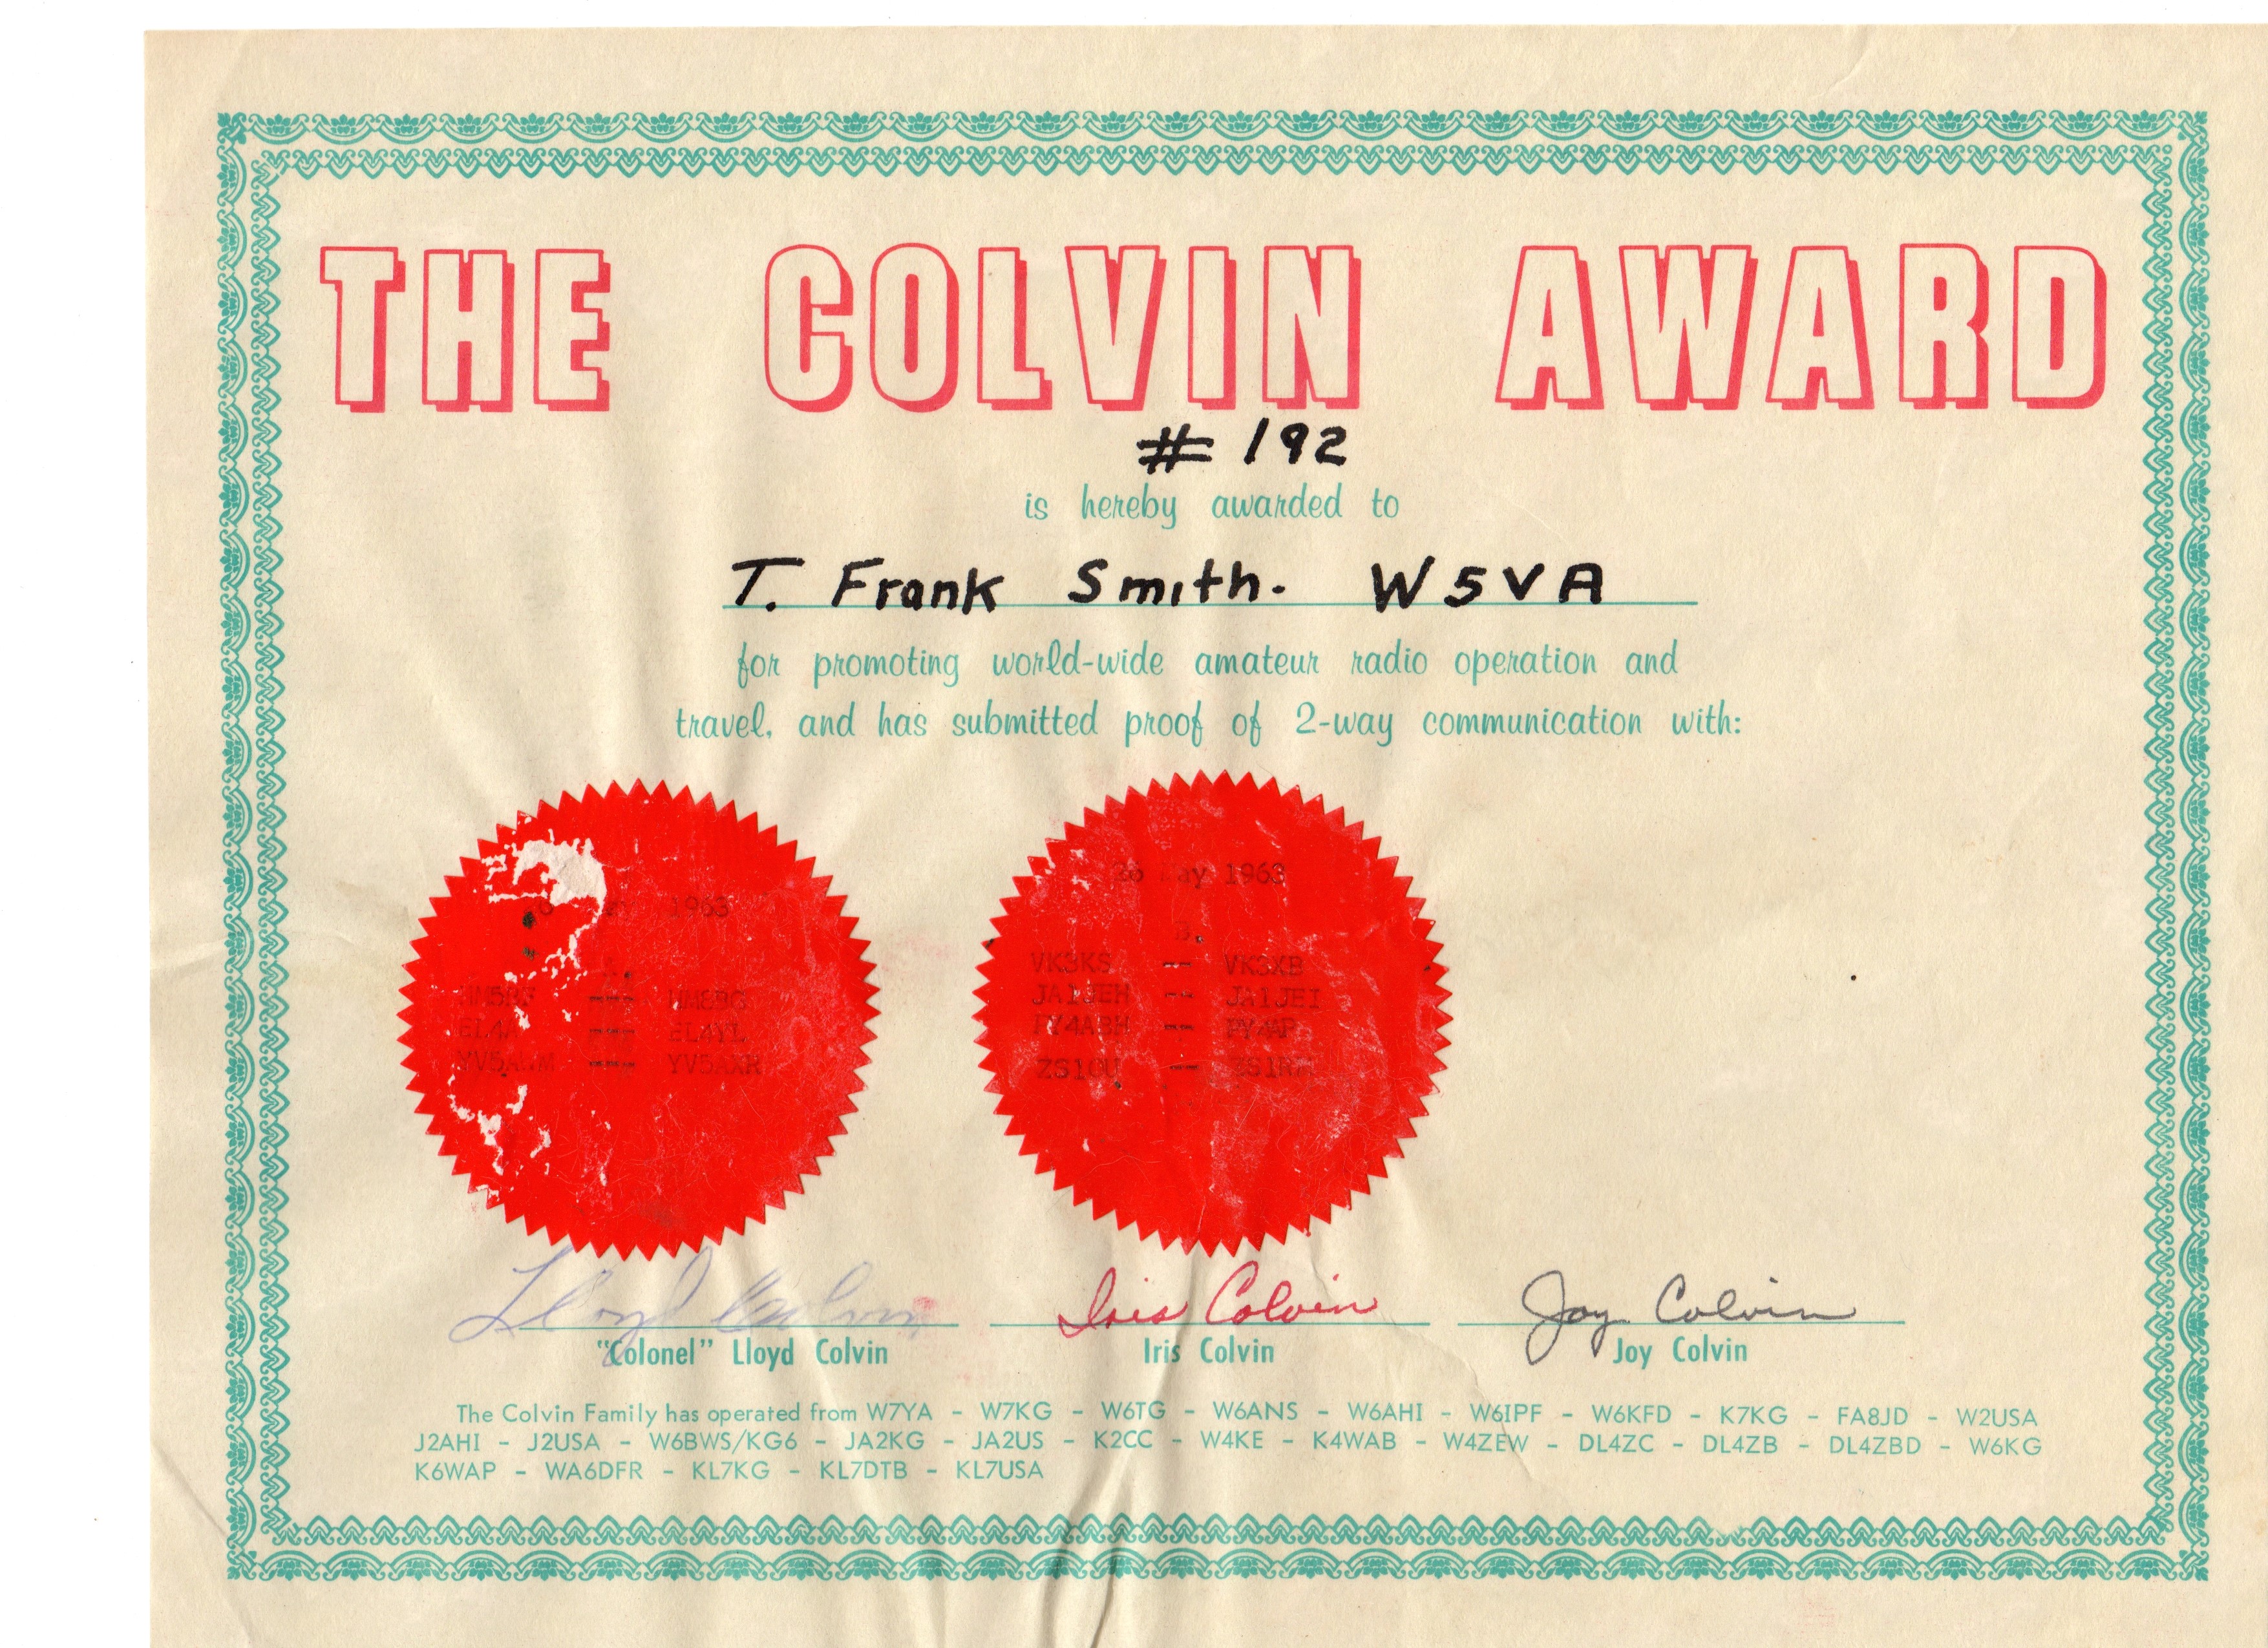 THE COLVIN AWARD
# 192
is hereby awarded to
T. Frank Smith. W5VA
for promoting world-wide amateur radio operation and
travel, and has submitted proof of 2-way communication with:
1963
EL4YL
YV5AXR
1963
B.
VK3KS -- VK3XB
JA1JEH -- JA1JEI
ZS1OU --
Lloyd Colvin Iris Colvin Joy Colvin
"Colonel" Lloyd Colvin Iris Colvin Joy Colvin
The Colvin Family has operated from W7YA - W7KG - W6TG - W6ANS - W6AHI - W6IPF - W6KFD - K7KG - FA8JD - W2USA
J2AHI - J2USA - W6BWS/KG6 - JA2KG - JA2US - K2CC - W4KE - K4WAB - W4ZEW - DL4ZC - DL4ZB - DL4ZBD - W6KG
K6WAP - WA6DFR - KL7KG - KL7DTB - KL7USA